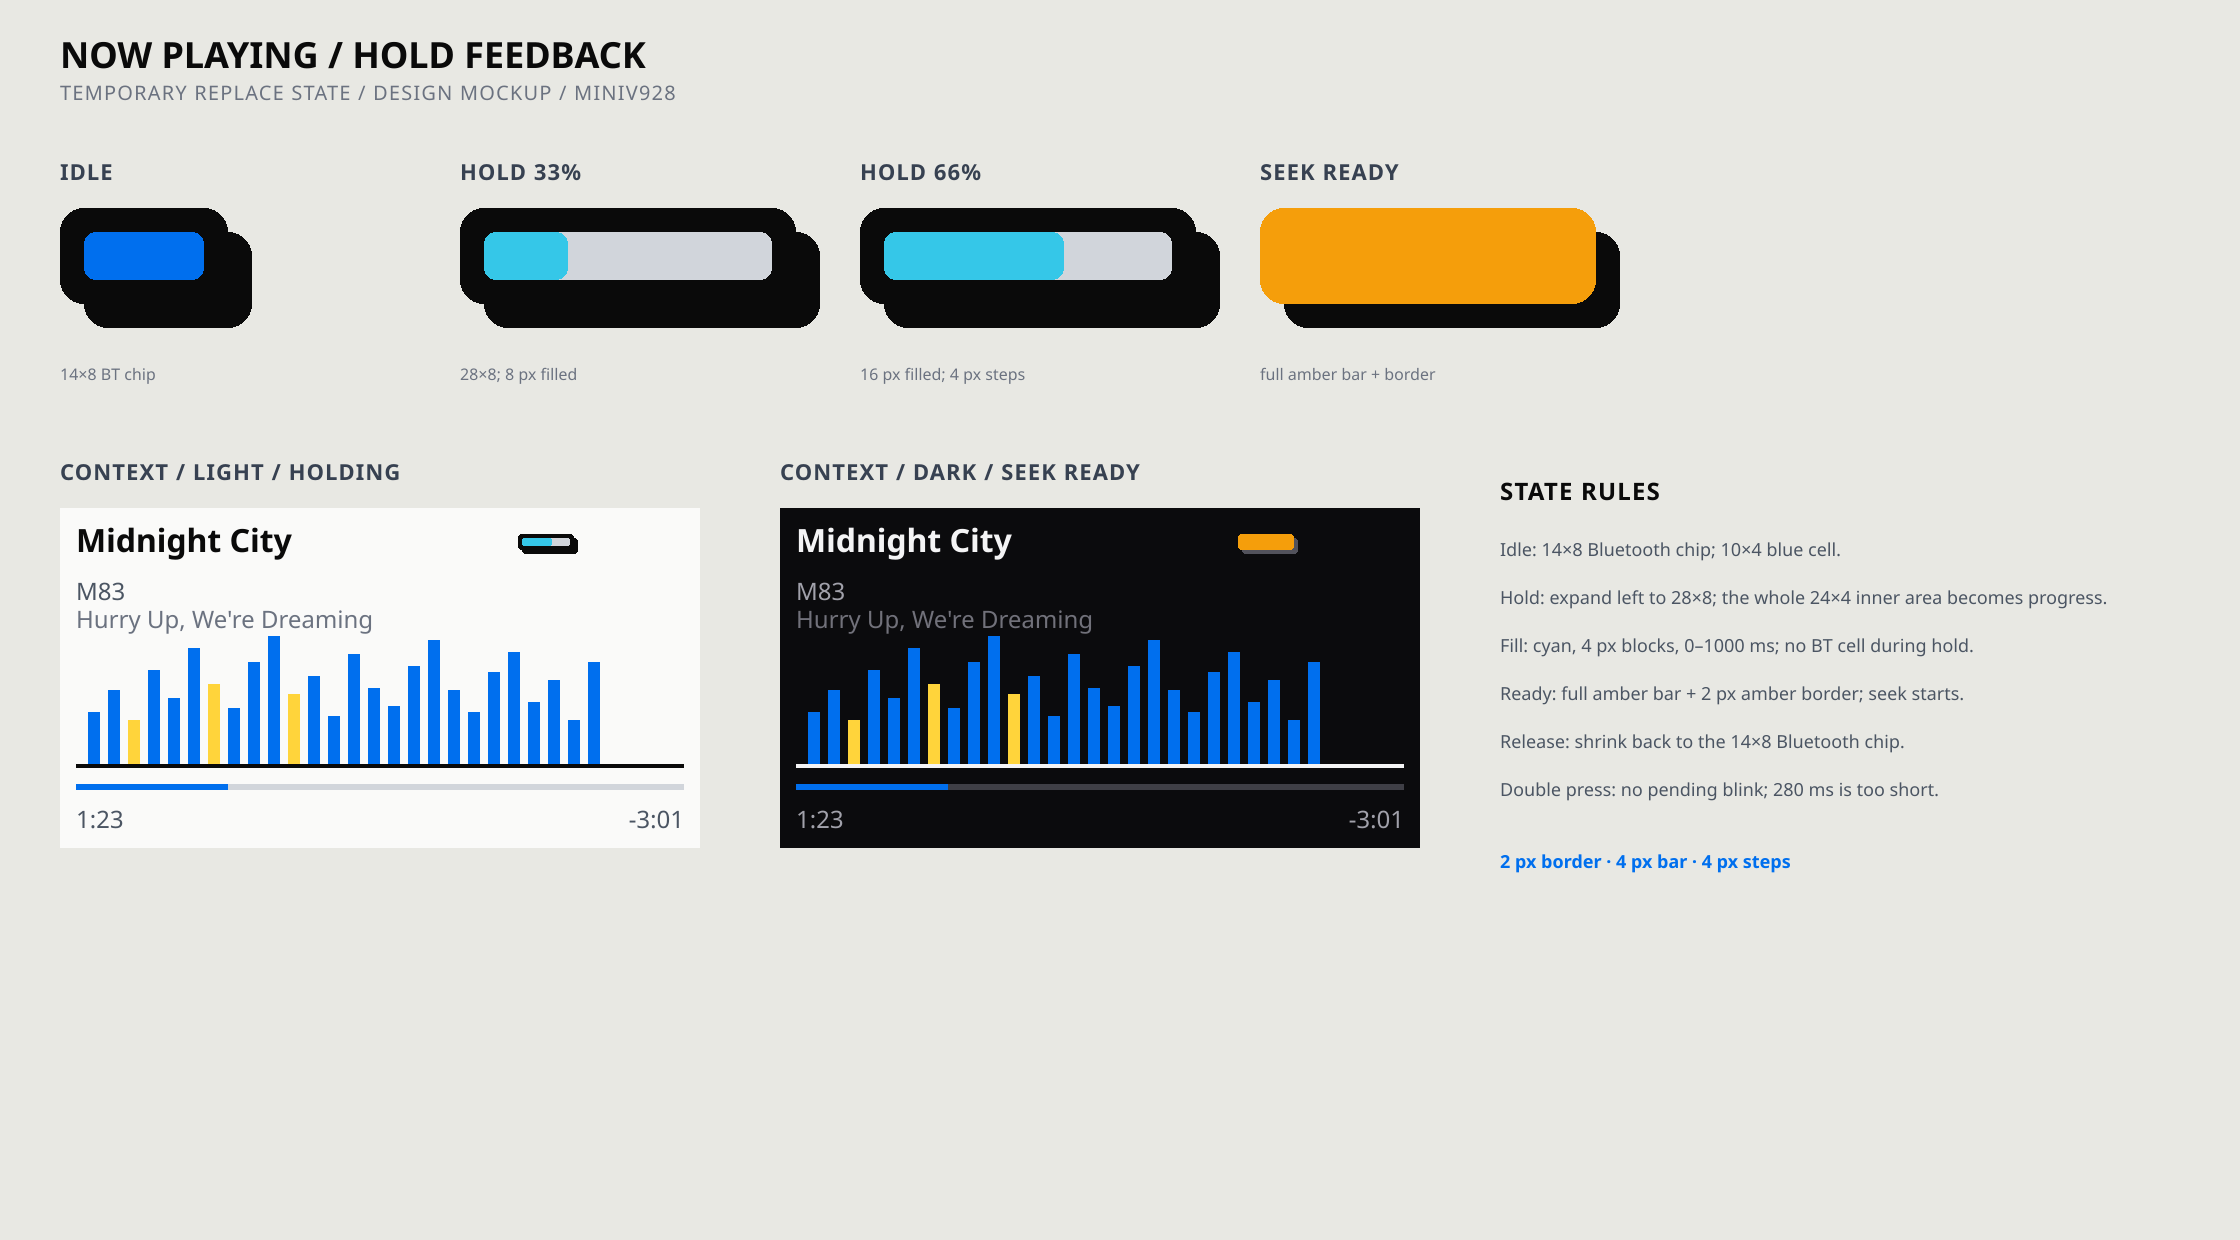 NOW PLAYING / HOLD FEEDBACK
TEMPORARY REPLACE STATE / DESIGN MOCKUP / MINIV928
IDLE
HOLD 33%
HOLD 66%
SEEK READY
14×8 BT chip
28×8; 8 px filled
16 px filled; 4 px steps
full amber bar + border
CONTEXT / LIGHT / HOLDING
Midnight City
M83
Hurry Up, We're Dreaming
1:23
-3:01
CONTEXT / DARK / SEEK READY
Midnight City
M83
Hurry Up, We're Dreaming
1:23
-3:01
STATE RULES
Idle: 14×8 Bluetooth chip; 10×4 blue cell.
Hold: expand left to 28×8; the whole 24×4 inner area becomes progress.
Fill: cyan, 4 px blocks, 0–1000 ms; no BT cell during hold.
Ready: full amber bar + 2 px amber border; seek starts.
Release: shrink back to the 14×8 Bluetooth chip.
Double press: no pending blink; 280 ms is too short.
2 px border · 4 px bar · 4 px steps